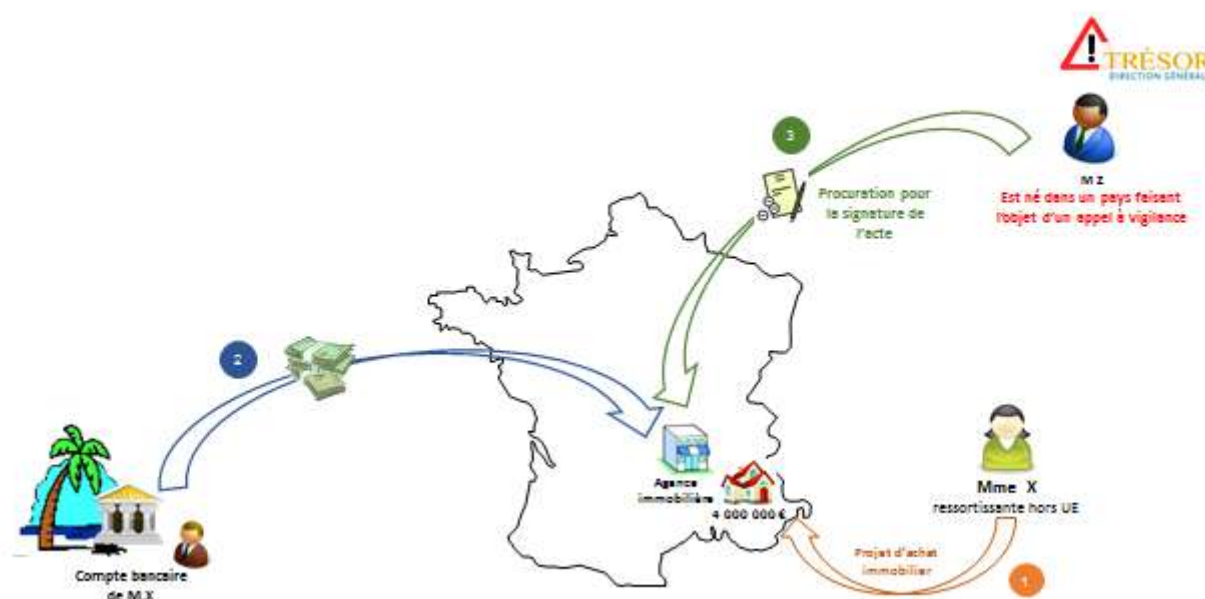 TRÉSOR
DIRECTION GÉNÉRALE
3
M Z
Est né dans un pays faisant
l'objet d'un appel à vigilance
Procuration pour
la signature de
l'acte
2
Agence
immobilière
4 000 000 €
Mme X
ressortissante hors UE
Projet d'achat
immobilier
1
Compte bancaire
de M X